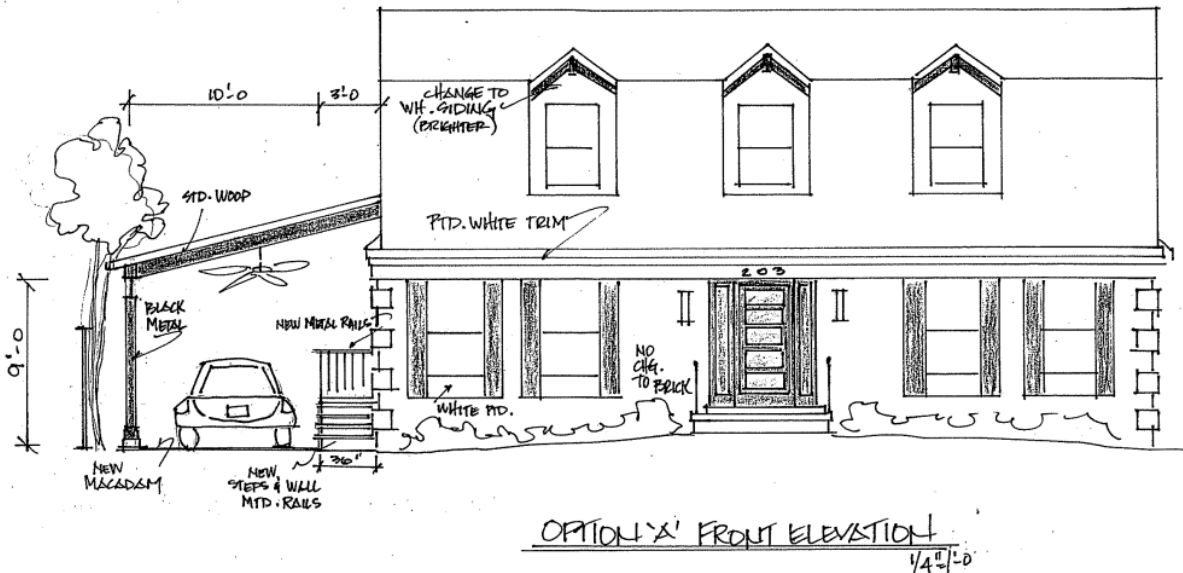 10'-0
3'-0
CHANGE TO
WH. SIDING
(BRIGHTER)
STD. WOOD
PTD. WHITE TRIM
203
BLACK
METAL
NEW METAL RAILS
9'-0
NO
CHG.
TO BRICK
WHITE PTD.
36"
NEW
MACADAM
NEW
STEPS & WALL
MTD. RAILS
OPTION 'A' FRONT ELEVATION
1/4"=1'-0